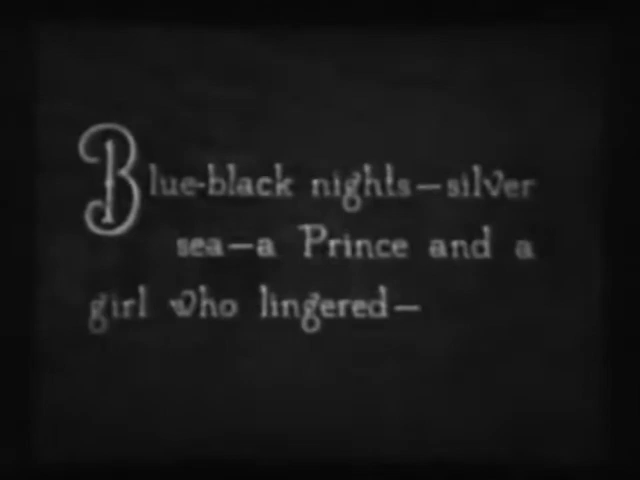 Blue-black nights—silver
sea—a Prince and a
girl who lingered—